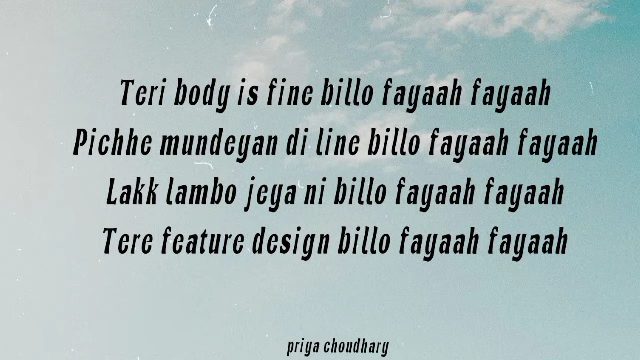 Teri body is fine billo fayaah fayaah
Pichhe mundeyan di line billo fayaah fayaah
Lakk lambo jeya ni billo fayaah fayaah
Tere feature design billo fayaah fayaah
priya choudhary